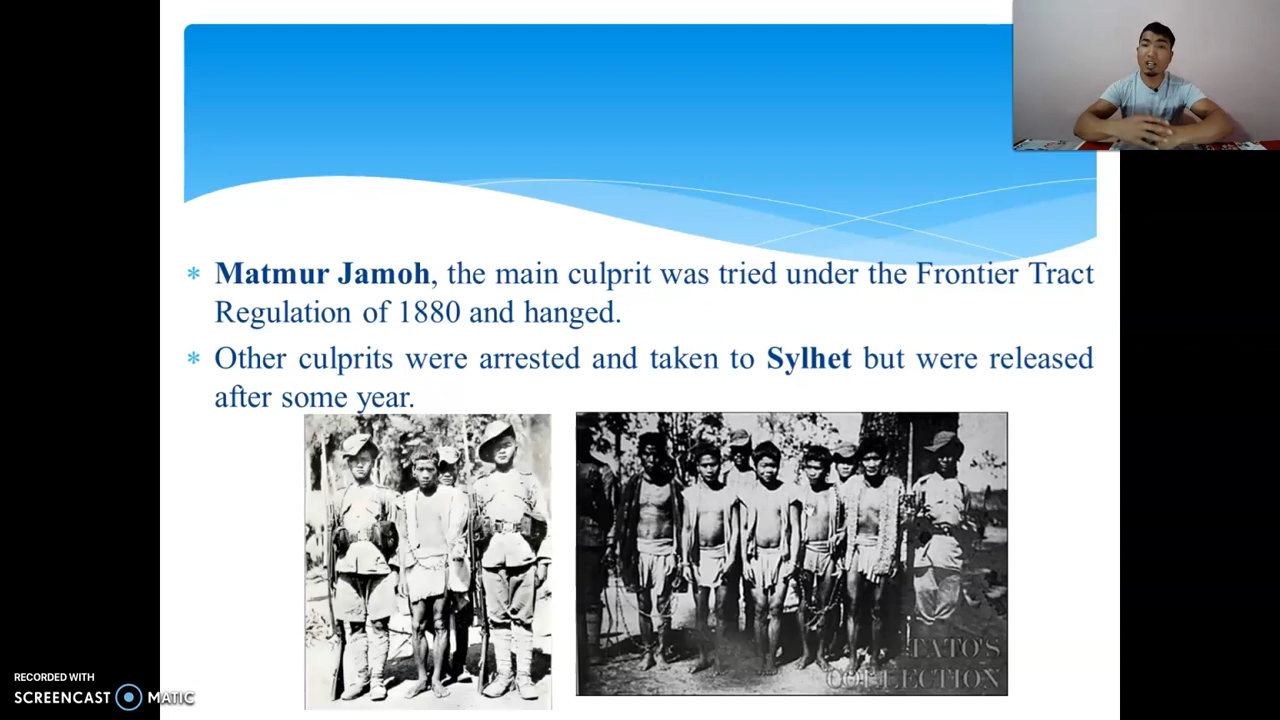 Matmur Jamoh, the main culprit was tried under the Frontier Tract
Regulation of 1880 and hanged.
Other culprits were arrested and taken to Sylhet but were released
after some year.
TATO'S
COLLECTION
RECORDED WITH
SCREENCAST MATIC